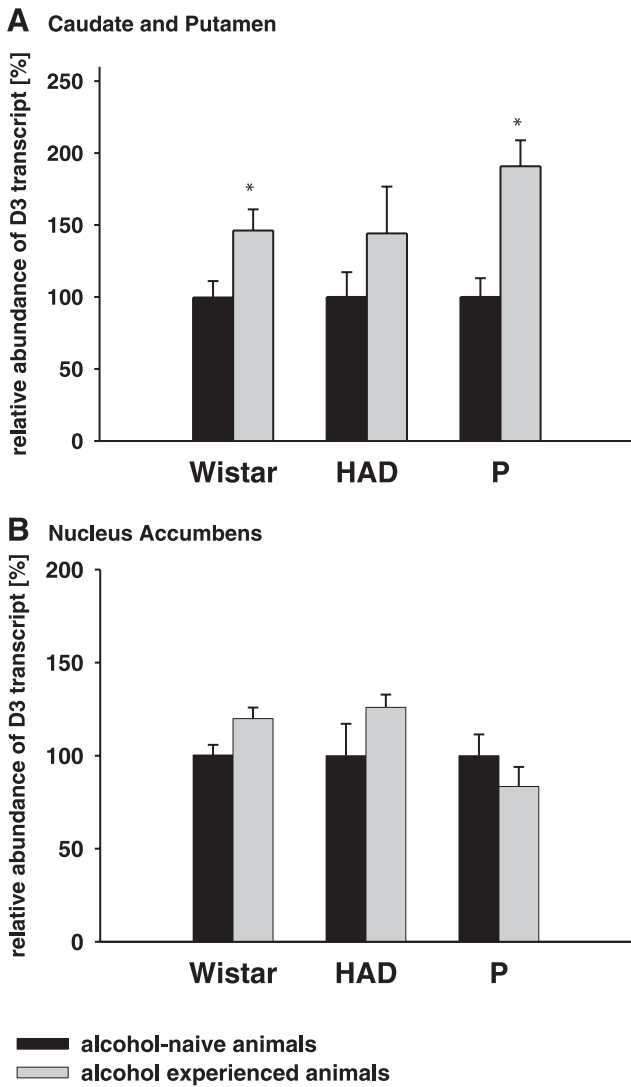 A Caudate and Putamen
relative abundance of D3 transcript [%]
250
200
150
100
50
0
*
*
Wistar HAD P
B Nucleus Accumbens
relative abundance of D3 transcript [%]
200
150
100
50
0
Wistar HAD P
alcohol-naive animals
alcohol experienced animals